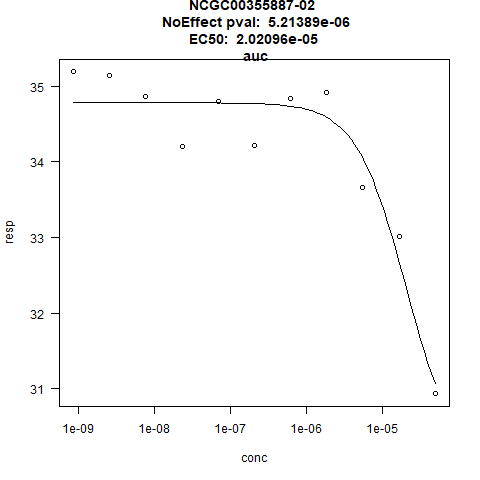 NCGC00355887-02
NoEffect pval: 5.21389e-06
EC50: 2.02096e-05
auc
35
34
33
32
31
resp
1e-09 1e-08 1e-07 1e-06 1e-05
conc